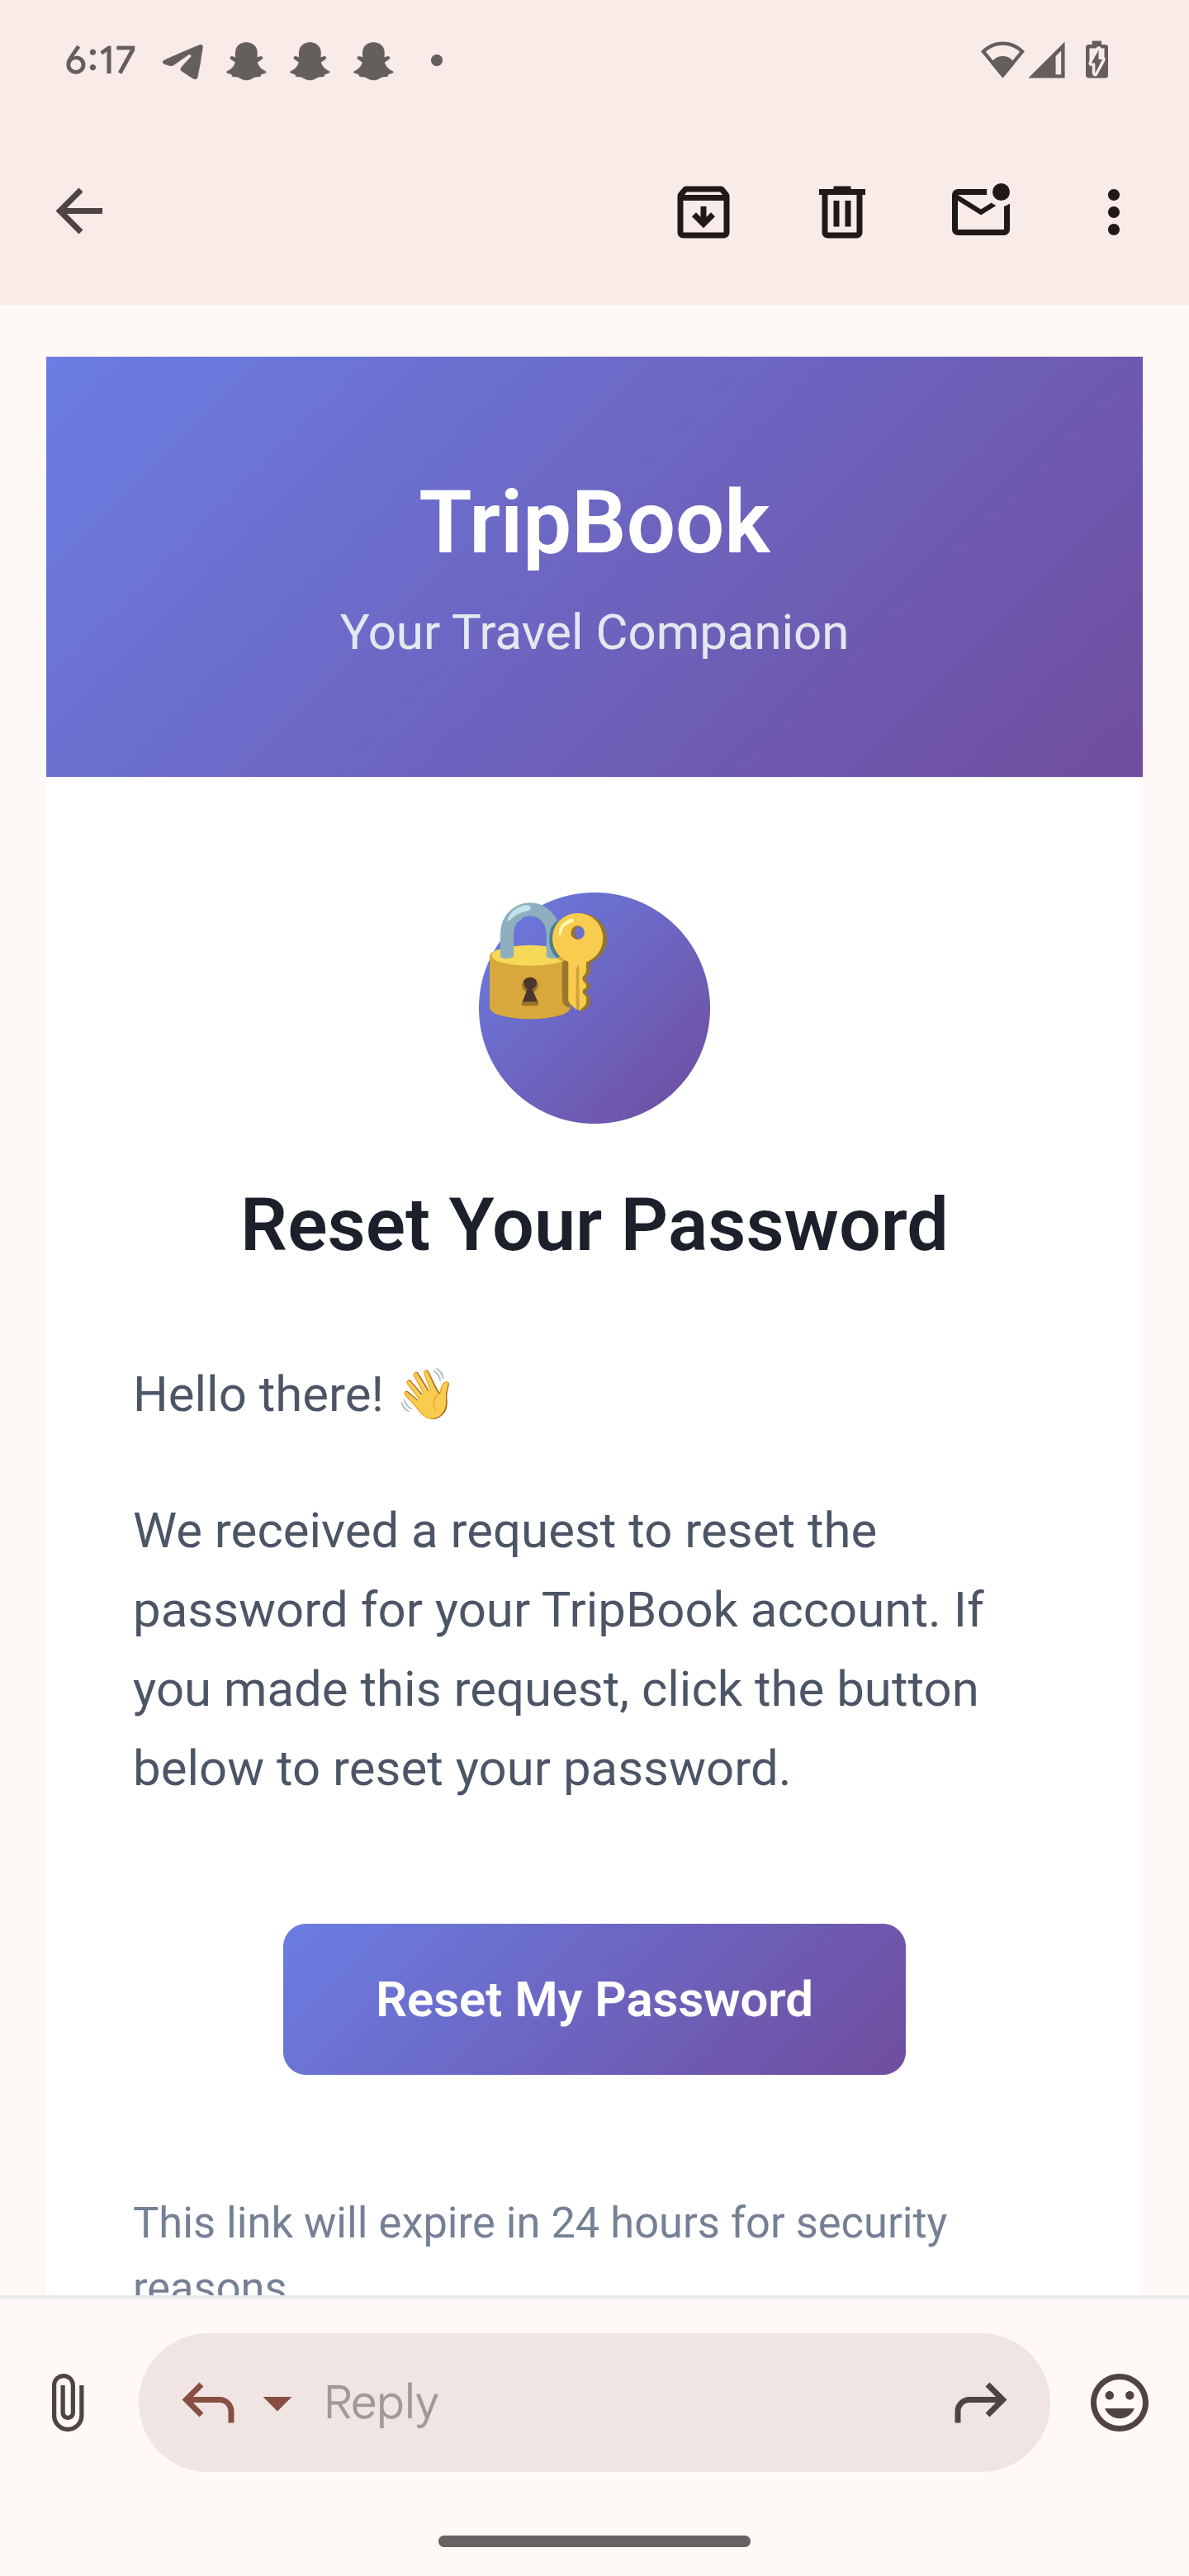 6:17
TripBook
Your Travel Companion
Reset Your Password
Hello there! 👋
We received a request to reset the
password for your TripBook account. If
you made this request, click the button
below to reset your password.
Reset My Password
This link will expire in 24 hours for security
reasons
Reply